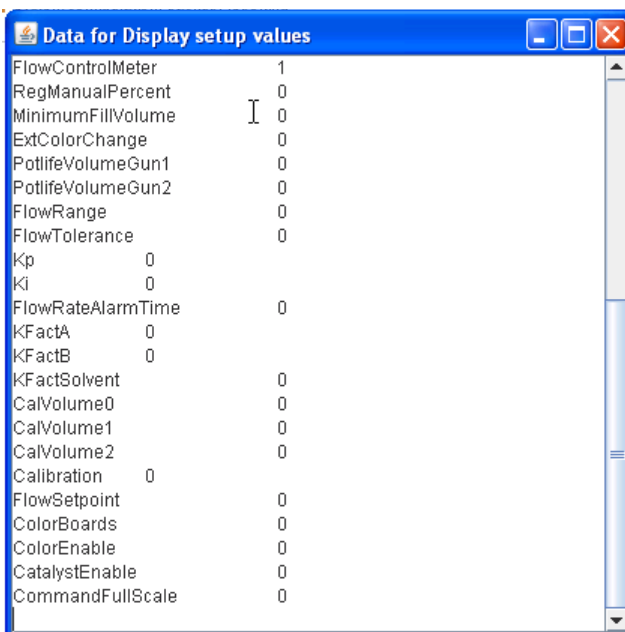 Data for Display setup values
FlowControlMeter 1
RegManualPercent 0
MinimumFillVolume 0
ExtColorChange 0
PotlifeVolumeGun1 0
PotlifeVolumeGun2 0
FlowRange 0
FlowTolerance 0
Kp 0
Ki 0
FlowRateAlarmTime 0
KFactA 0
KFactB 0
KFactSolvent 0
CalVolume0 0
CalVolume1 0
CalVolume2 0
Calibration 0
FlowSetpoint 0
ColorBoards 0
ColorEnable 0
CatalystEnable 0
CommandFullScale 0